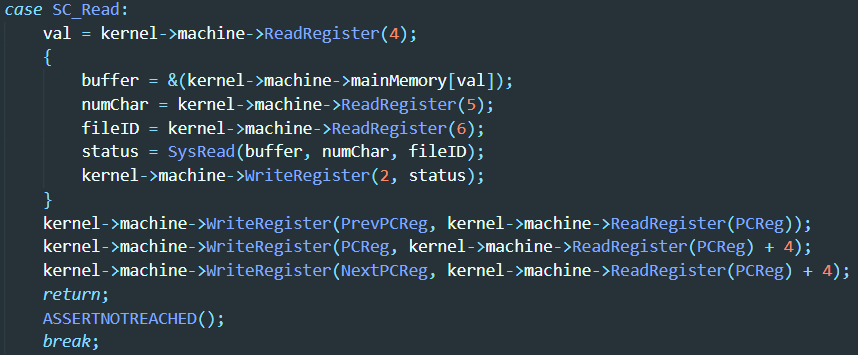 case SC_Read:
    val = kernel->machine->ReadRegister(4);
    {
        buffer = &(kernel->machine->mainMemory[val]);
        numChar = kernel->machine->ReadRegister(5);
        fileID = kernel->machine->ReadRegister(6);
        status = SysRead(buffer, numChar, fileID);
        kernel->machine->WriteRegister(2, status);
    }
    kernel->machine->WriteRegister(PrevPCReg, kernel->machine->ReadRegister(PCReg));
    kernel->machine->WriteRegister(PCReg, kernel->machine->ReadRegister(PCReg) + 4);
    kernel->machine->WriteRegister(NextPCReg, kernel->machine->ReadRegister(PCReg) + 4);
    return;
    ASSERTNOTREACHED();
    break;